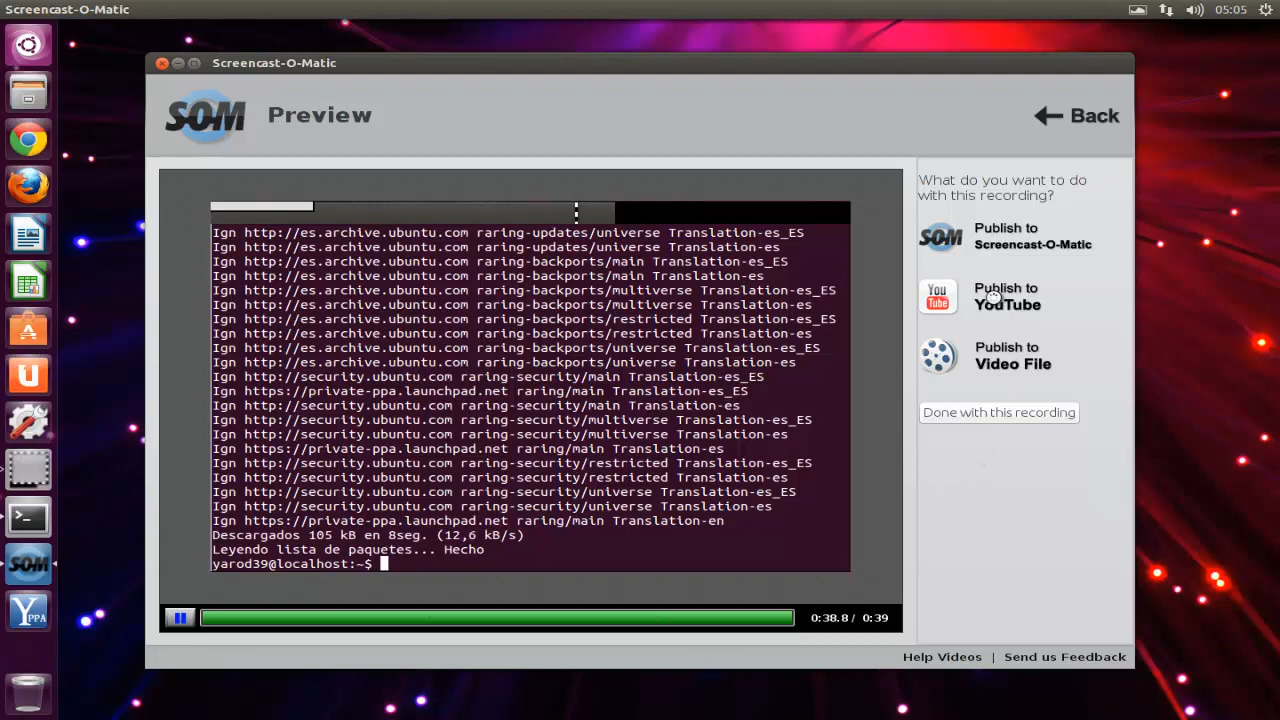 Screencast-O-Matic
05:05
Screencast-O-Matic
SOM
Preview
Back
Ign http://es.archive.ubuntu.com raring-updates/universe Translation-es_ES
Ign http://es.archive.ubuntu.com raring-updates/universe Translation-es
Ign http://es.archive.ubuntu.com raring-backports/main Translation-es_ES
Ign http://es.archive.ubuntu.com raring-backports/main Translation-es
Ign http://es.archive.ubuntu.com raring-backports/multiverse Translation-es_ES
Ign http://es.archive.ubuntu.com raring-backports/multiverse Translation-es
Ign http://es.archive.ubuntu.com raring-backports/restricted Translation-es_ES
Ign http://es.archive.ubuntu.com raring-backports/restricted Translation-es
Ign http://es.archive.ubuntu.com raring-backports/universe Translation-es_ES
Ign http://es.archive.ubuntu.com raring-backports/universe Translation-es
Ign http://security.ubuntu.com raring-security/main Translation-es_ES
Ign https://private-ppa.launchpad.net raring/main Translation-es_ES
Ign http://security.ubuntu.com raring-security/main Translation-es
Ign http://security.ubuntu.com raring-security/multiverse Translation-es_ES
Ign http://security.ubuntu.com raring-security/multiverse Translation-es
Ign https://private-ppa.launchpad.net raring/main Translation-es
Ign http://security.ubuntu.com raring-security/restricted Translation-es_ES
Ign http://security.ubuntu.com raring-security/restricted Translation-es
Ign http://security.ubuntu.com raring-security/universe Translation-es_ES
Ign http://security.ubuntu.com raring-security/universe Translation-es
Ign https://private-ppa.launchpad.net raring/main Translation-en
Descargados 105 kB en 8seg. (12,6 kB/s)
Leyendo lista de paquetes... Hecho
yarod39@localhost:~$
0:38.8 / 0:39
What do you want to do
with this recording?
SOM
Publish to
Screencast-O-Matic
You
Tube
Publish to
YouTube
Publish to
Video File
Done with this recording
Help Videos | Send us Feedback
SOM
YPPA